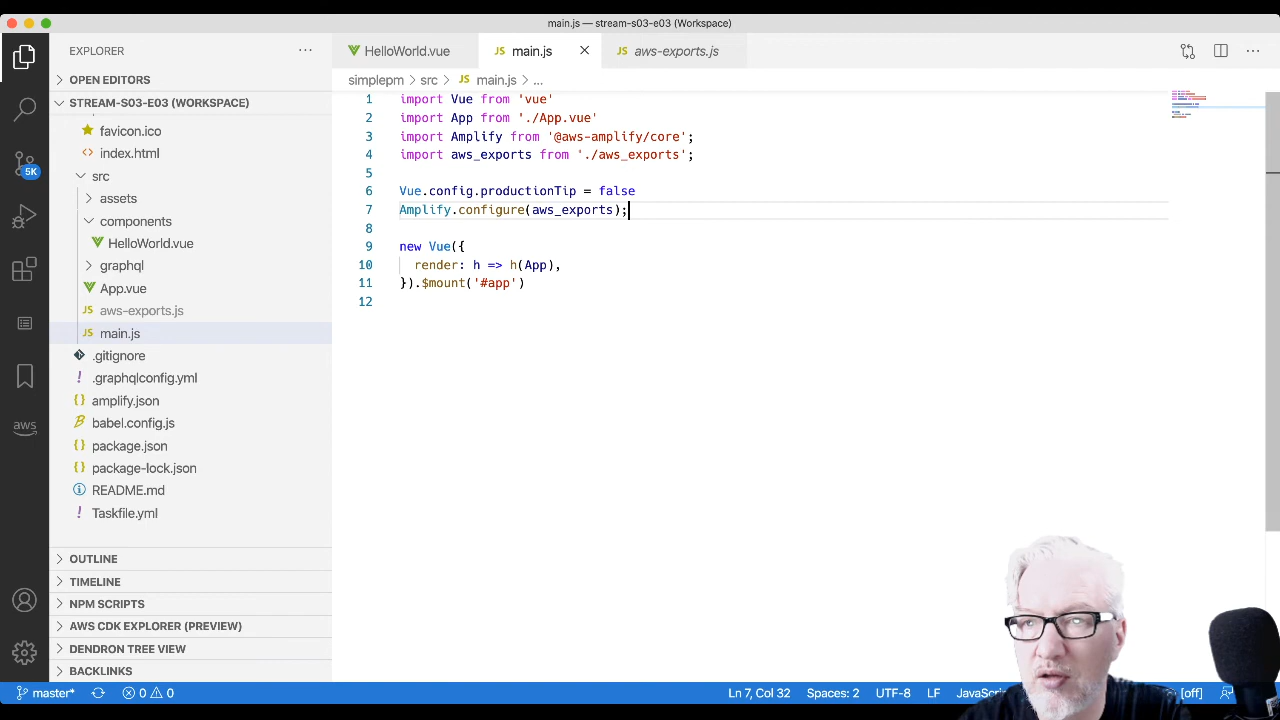 main.js — stream-s03-e03 (Workspace)
EXPLORER
HelloWorld.vue
JS main.js
JS aws-exports.js
simplepm > src > JS main.js > ...
OPEN EDITORS
STREAM-S03-E03 (WORKSPACE)
favicon.ico
<> index.html
src
assets
components
HelloWorld.vue
graphql
App.vue
JS aws-exports.js
JS main.js
.gitignore
! .graphqlconfig.yml
{} amplify.json
babel.config.js
{} package.json
{} package-lock.json
README.md
! Taskfile.yml
OUTLINE
TIMELINE
NPM SCRIPTS
AWS CDK EXPLORER (PREVIEW)
DENDRON TREE VIEW
BACKLINKS
5K
aws
1 import Vue from 'vue'
2 import App from './App.vue'
3 import Amplify from '@aws-amplify/core';
4 import aws_exports from './aws_exports';
5
6 Vue.config.productionTip = false
7 Amplify.configure(aws_exports);
8
9 new Vue({
10 render: h => h(App),
11 }).$mount('#app')
12
master* 0 0 Ln 7, Col 32 Spaces: 2 UTF-8 LF [off]